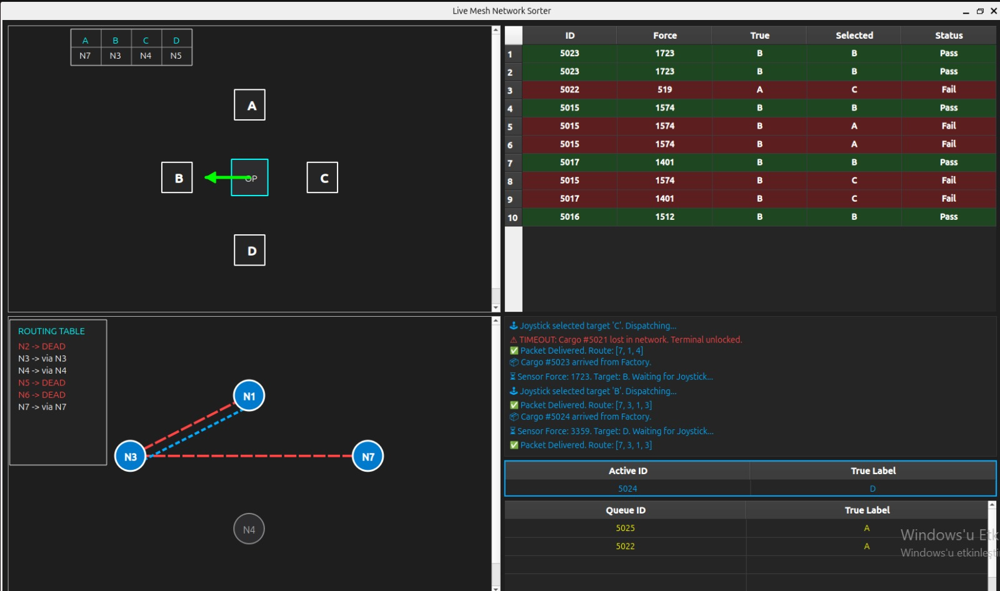 Live Mesh Network Sorter
A B C D
N7 N3 N4 N5
A
B OP C
D
ID Force True Selected Status
1 5023 1723 B B Pass
2 5023 1723 B B Pass
3 5022 519 A C Fail
4 5015 1574 B B Pass
5 5015 1574 B A Fail
6 5015 1574 B A Fail
7 5017 1401 B B Pass
8 5015 1574 B C Fail
9 5017 1401 B C Fail
10 5016 1512 B B Pass
ROUTING TABLE
N2 -> DEAD
N3 -> via N3
N4 -> via N4
N5 -> DEAD
N6 -> DEAD
N7 -> via N7
N1
N3
N7
N4
🕹 Joystick selected target 'C'. Dispatching...
⚠ TIMEOUT: Cargo #5021 lost in network. Terminal unlocked.
✅ Packet Delivered. Route: [7, 1, 4]
📦 Cargo #5023 arrived from Factory.
⏳ Sensor Force: 1723. Target: B. Waiting for Joystick...
🕹 Joystick selected target 'B'. Dispatching...
✅ Packet Delivered. Route: [7, 3, 1, 3]
📦 Cargo #5024 arrived from Factory.
⏳ Sensor Force: 3359. Target: D. Waiting for Joystick...
✅ Packet Delivered. Route: [7, 3, 1, 3]
Active ID True Label
5024 D
Queue ID True Label
5025 A
5022 A
Windows'u Etk
Windows'u etkinleşti